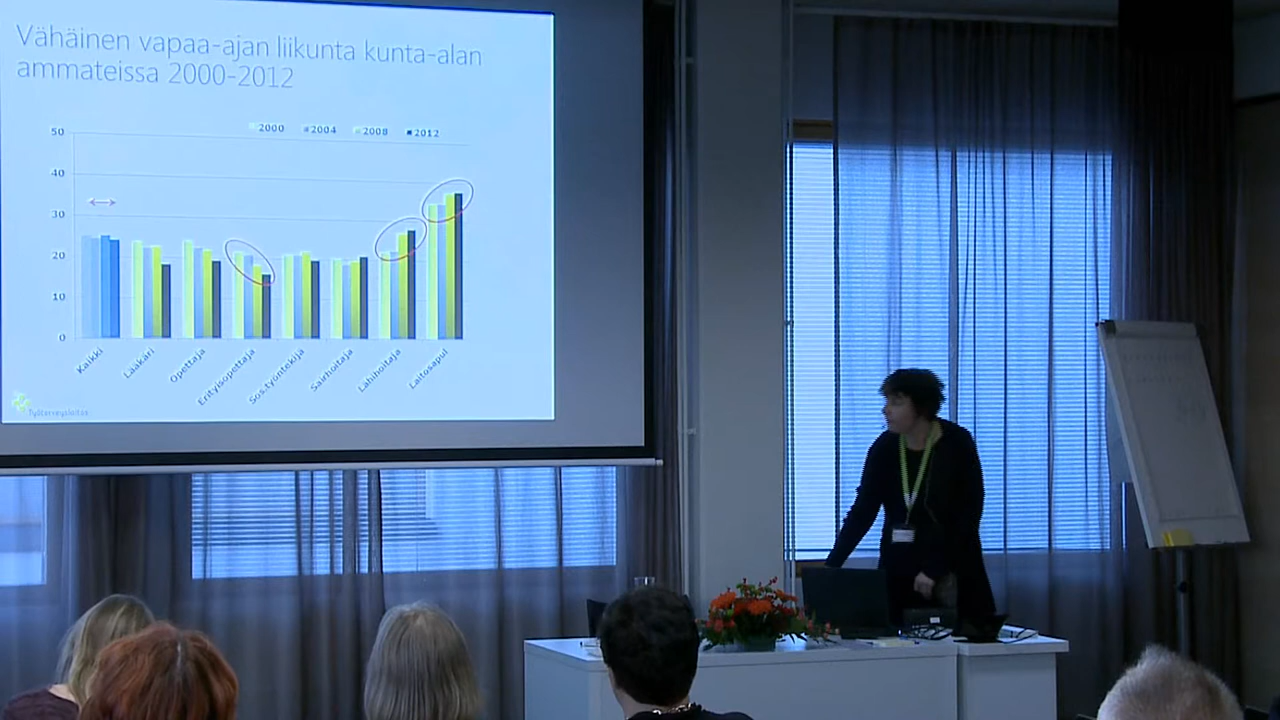 Vähäinen vapaa-ajan liikunta kunta-alan
ammateissa 2000-2012
2000 2004 2008 2012
50
40
30
20
10
0
Kaikki
Lääkäri
Opettaja
Erityisopettaja
Sos.työntekijä
Sairhoitaja
Lähihoitaja
Laitosapul
Työterveyslaitos